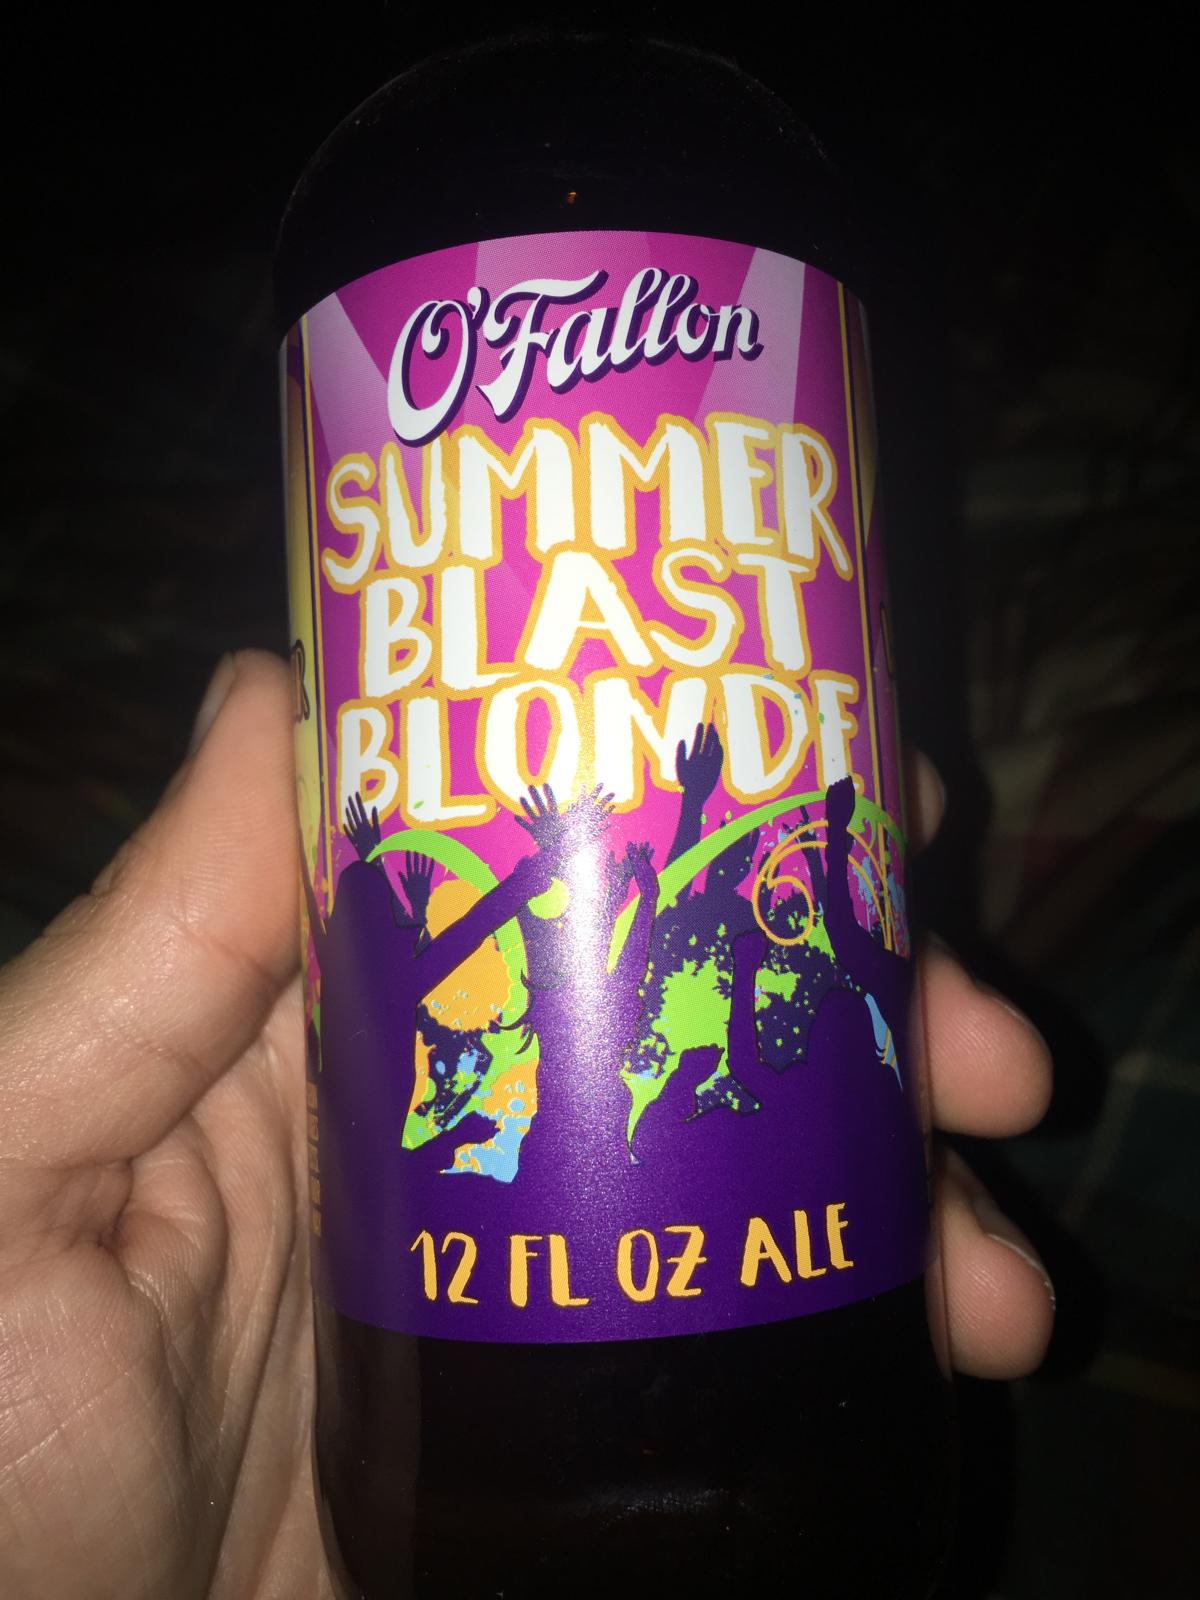 O'Fallon
SUMMER
BLAST
BLONDE
12 FL OZ ALE